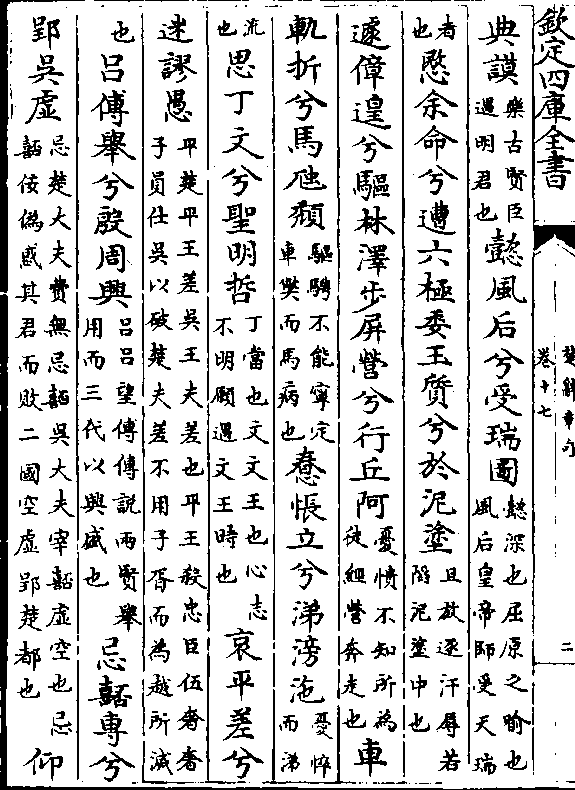 欽定四庫全書
楚辭章句
卷十七
二
典謨樂古賢臣遇明君也懿風后兮受瑞圖懿深也屈原之喻也風后皇帝師受天瑞
者也愍余命兮遭六極委王質兮於泥塗且放逐汙辱若陷泥塗中也
遽傽遑兮驅林澤步屏營兮行丘阿憂憤不知所為徒經營奔走也車
軏折兮馬虺頹驅騁不能寧定車獘而馬病也惷悵立兮涕滂沲憂悴而涕
流也思丁文兮聖明哲丁當也文文王也心志不明願遇文王時也哀平差兮
迷謬愚平楚平王差吳王夫差也平王殺忠臣伍奢奢子員仕吳以破楚夫差不用子胥而為越所滅
也呂傅舉兮殷周興呂呂望傅傅說兩賢舉用而三代以興盛也忌嚭專兮
郢吳虛忌楚大夫費無忌嚭吳大夫宰嚭虛空也忌嚭佞偽惑其君而敗二國空虛郢楚都也仰